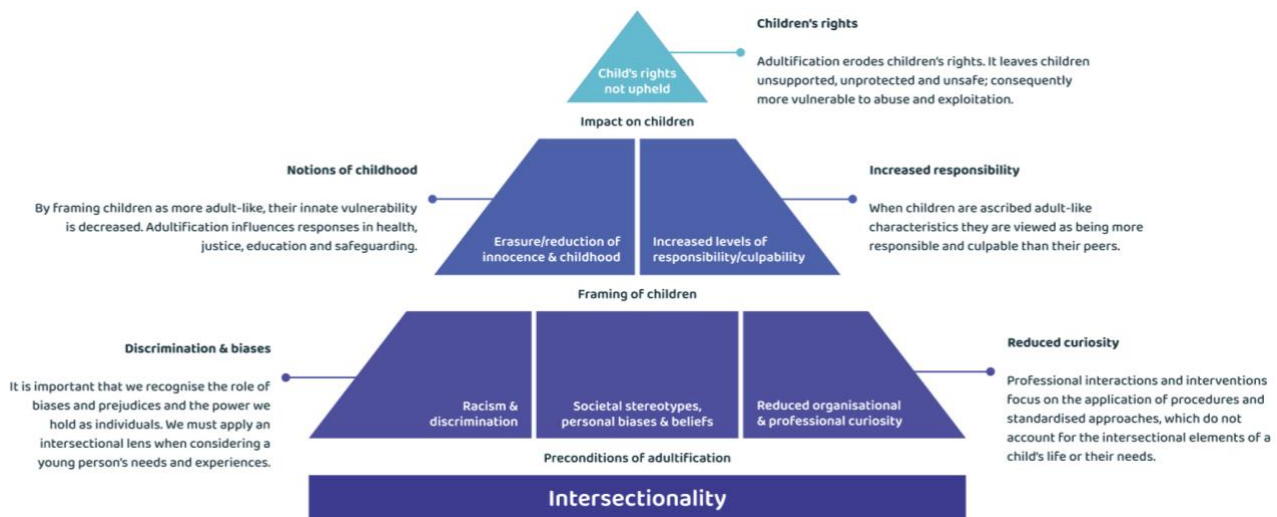 Children's rights
Adultification erodes children's rights. It leaves children
unsupported, unprotected and unsafe; consequently
more vulnerable to abuse and exploitation.
Child's rights
not upheld
Impact on children
Notions of childhood
By framing children as more adult-like, their innate vulnerability
is decreased. Adultification influences responses in health,
justice, education and safeguarding.
Erasure/reduction of
innocence & childhood
Increased levels of
responsibility/culpability
Increased responsibility
When children are ascribed adult-like
characteristics they are viewed as being more
responsible and culpable than their peers.
Framing of children
Discrimination & biases
It is important that we recognise the role of
biases and prejudices and the power we
hold as individuals. We must apply an
intersectional lens when considering a
young person's needs and experiences.
Racism &
discrimination
Societal stereotypes,
personal biases & beliefs
Reduced organisational
& professional curiosity
Reduced curiosity
Professional interactions and interventions
focus on the application of procedures and
standardised approaches, which do not
account for the intersectional elements of a
child's life or their needs.
Preconditions of adultification
Intersectionality